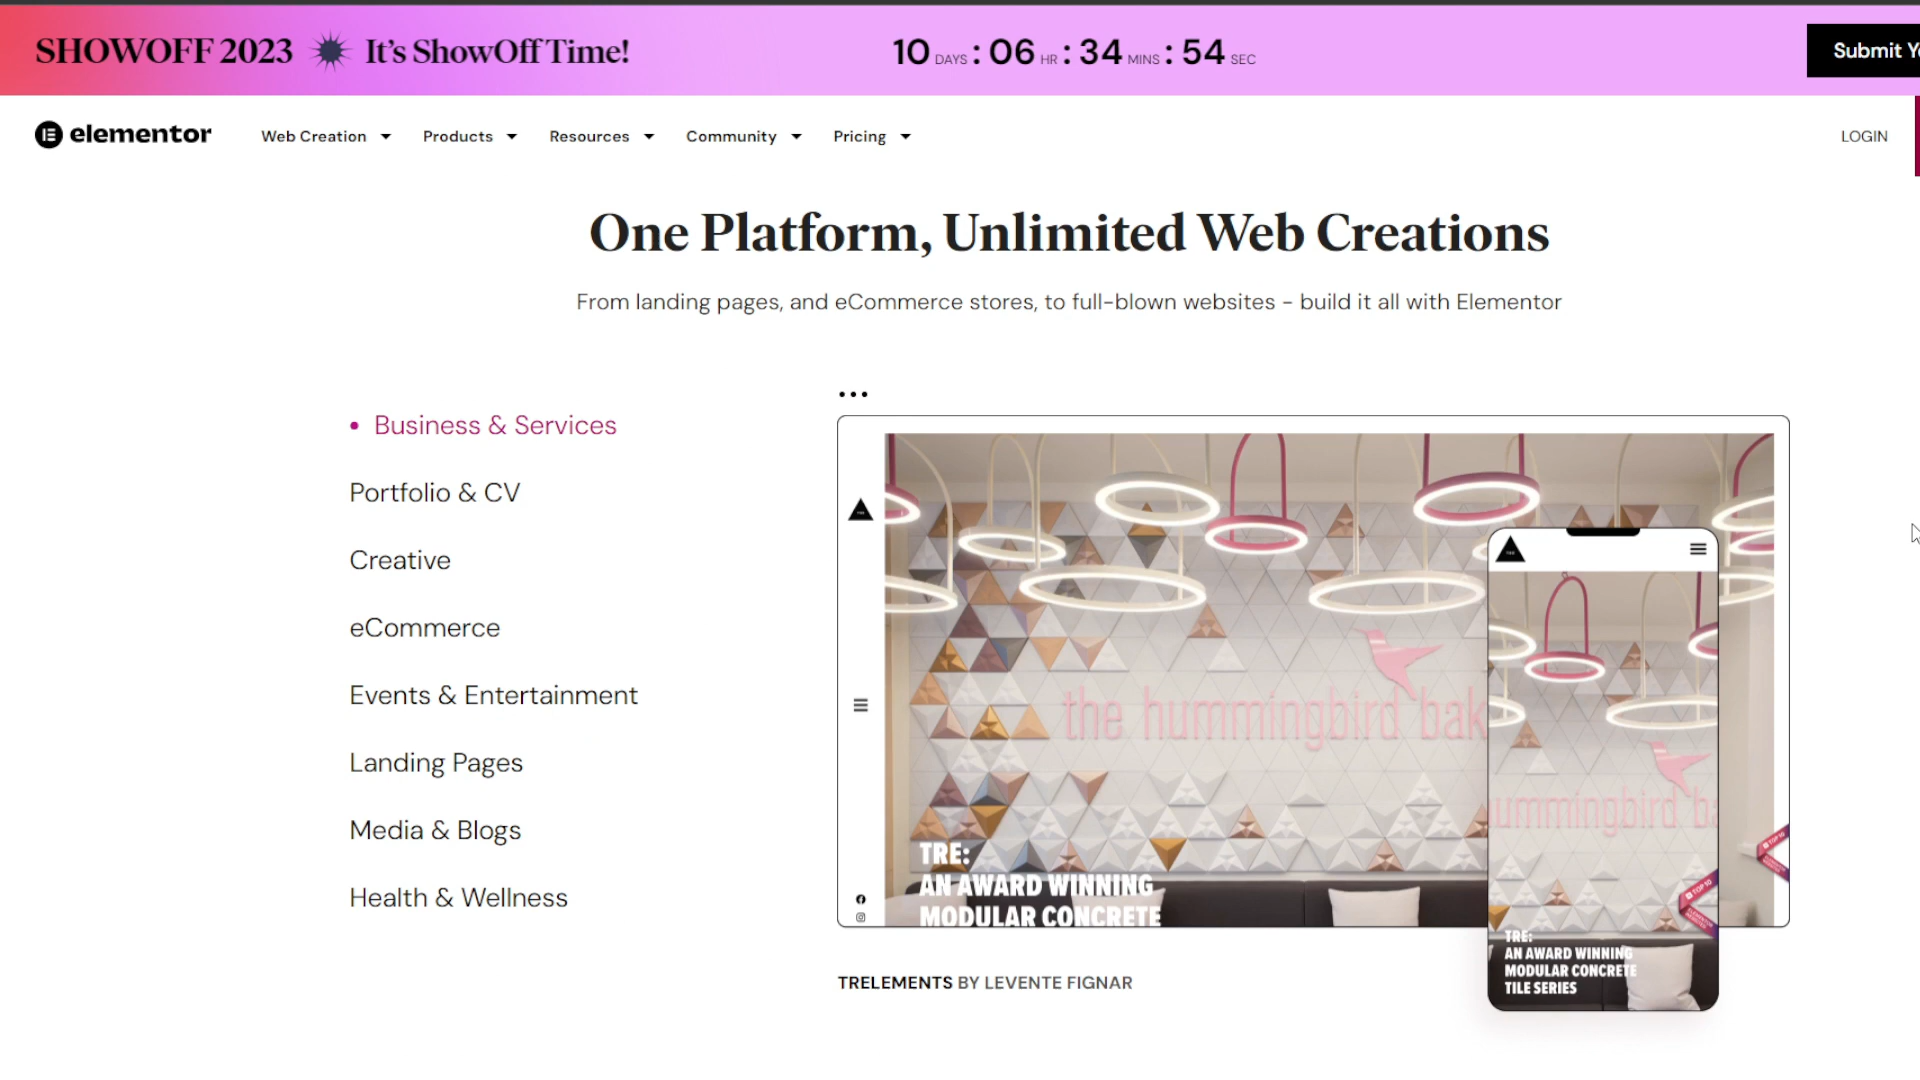 SHOWOFF 2023 It's ShowOff Time!
10 DAYS : 06 HR : 34 MINS : 54 SEC
Submit
elementor
Web Creation
Products
Resources
Community
Pricing
LOGIN
One Platform, Unlimited Web Creations
From landing pages, and eCommerce stores, to full-blown websites - build it all with Elementor
• Business & Services
Portfolio & CV
Creative
eCommerce
Events & Entertainment
Landing Pages
Media & Blogs
Health & Wellness
the hummingbird bak
TRE:
AN AWARD WINNING
MODULAR CONCRETE
TOP 10
ummingbird b
TOP 10
TRE:
AN AWARD WINNING
MODULAR CONCRETE
TILE SERIES
TRELEMENTS BY LEVENTE FIGNAR